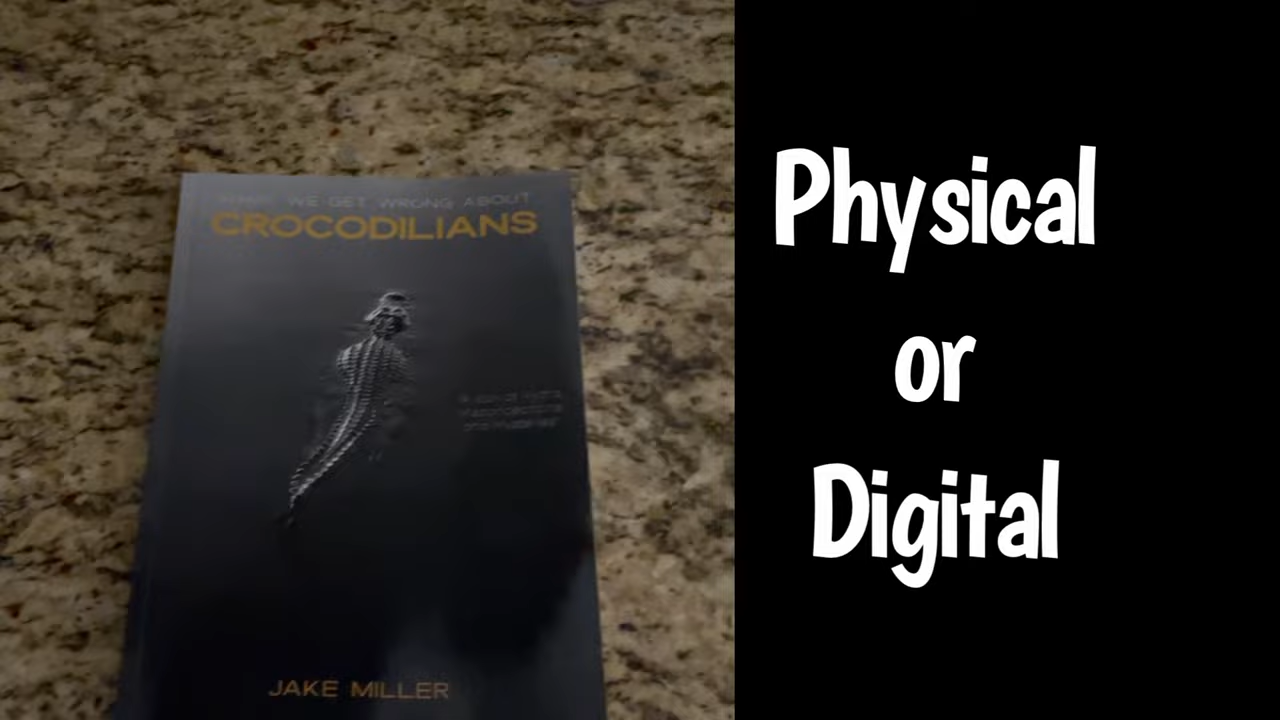 WE GET WRONG ABOUT
CROCODILIANS
JAKE MILLER
Physical
or
Digital